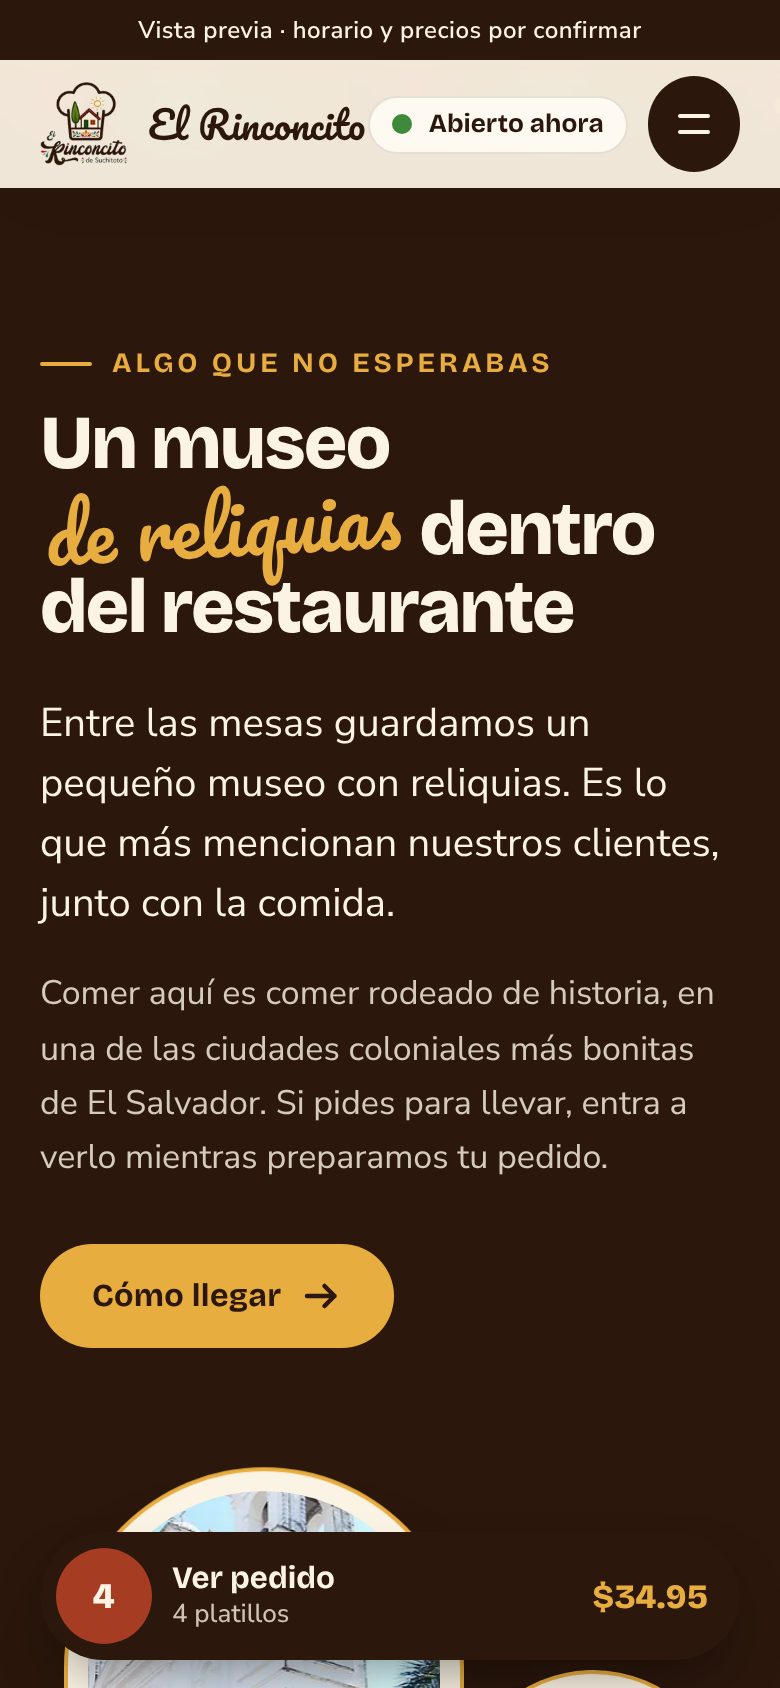 Vista previa · horario y precios por confirmar
El Rinconcito de Suchitoto
El Rinconcito
Abierto ahora
ALGO QUE NO ESPERABAS
Un museo
de reliquias dentro
del restaurante
Entre las mesas guardamos un
pequeño museo con reliquias. Es lo
que más mencionan nuestros clientes,
junto con la comida.
Comer aquí es comer rodeado de historia, en
una de las ciudades coloniales más bonitas
de El Salvador. Si pides para llevar, entra a
verlo mientras preparamos tu pedido.
Cómo llegar →
4
Ver pedido
4 platillos
$34.95